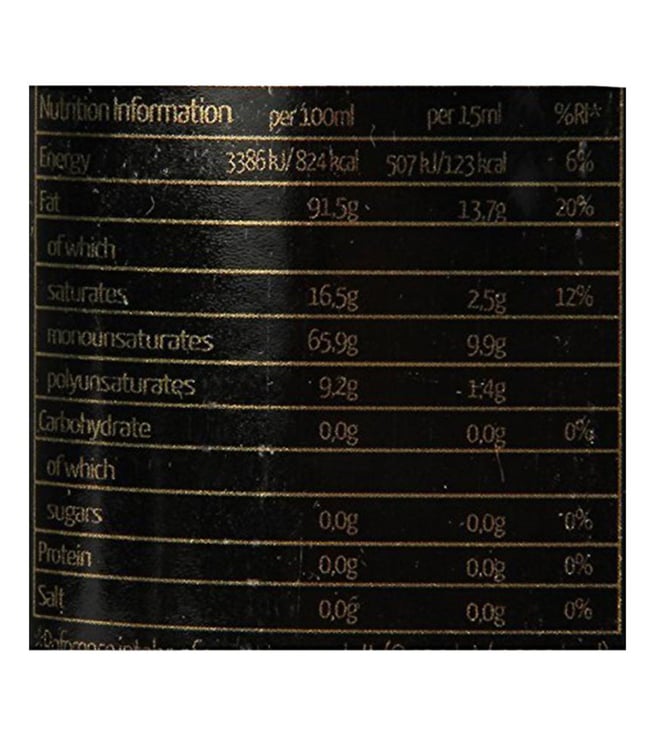 Nutrition Information per 100ml per 15ml %RI*
Energy 3386 kJ/824 kcal 507 kJ/123 kcal 6%
Fat 91,5g 13,7g 20%
of which
saturates 16,5g 2,5g 12%
monounsaturates 65,9g 9,9g
polyunsaturates 9,2g 1,4g
Carbohydrate 0,0g 0,0g 0%
of which
sugars 0,0g 0,0g 0%
Protein 0,0g 0,0g 0%
Salt 0,0g 0,0g 0%
*Reference intake of